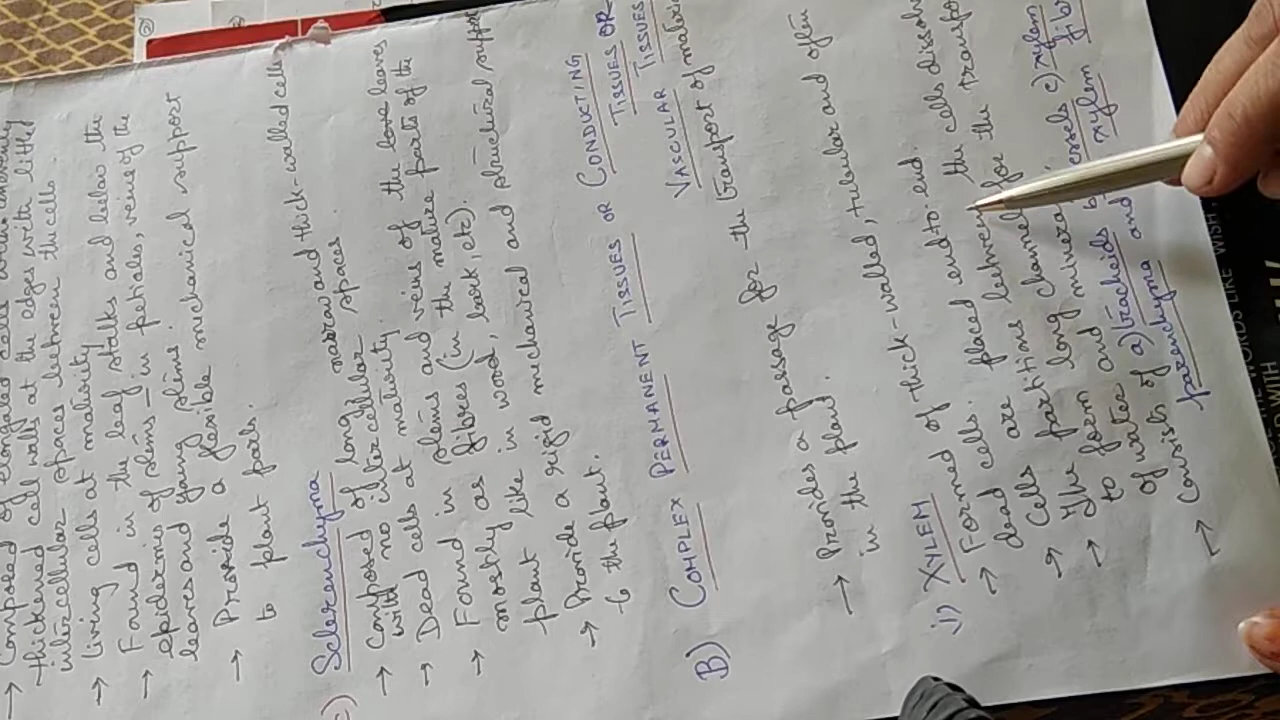 → Composed of elongated cells with unevenly
thickened cell walls at the edges with little
intercellular spaces between the cells.
→ Living cells at maturity
→ Found in the leaf stalks and below the
epidermis of stems in petioles, veins of the
leaves and young stems.
→ Provide a flexible mechanical support
to plant parts.
c) Sclerenchyma
→ Composed of long narrow and thick-walled cells
with no intercellular spaces.
→ Dead cells at maturity
→ Found in stems and veins of the leaves
mostly as fibres (in the mature parts of the
plant like in wood, bark, etc).
→ Provide a rigid mechanical and structural support
to the plant.
B) COMPLEX PERMANENT TISSUES OR CONDUCTING
TISSUES OR
VASCULAR TISSUES
→ Provides a passage for the transport of
in the plant.
i) XYLEM
→ Formed of thick-walled, tubular and often
dead cells.
→ Cells are placed end to end.
→ The partitions between the cells dissolve
to form long channels for the
of water and minerals.
→ Consists of a) tracheids b) vessels c) xylem
parenchyma and xylem
→
WORDS LIKE WISH,
WITH